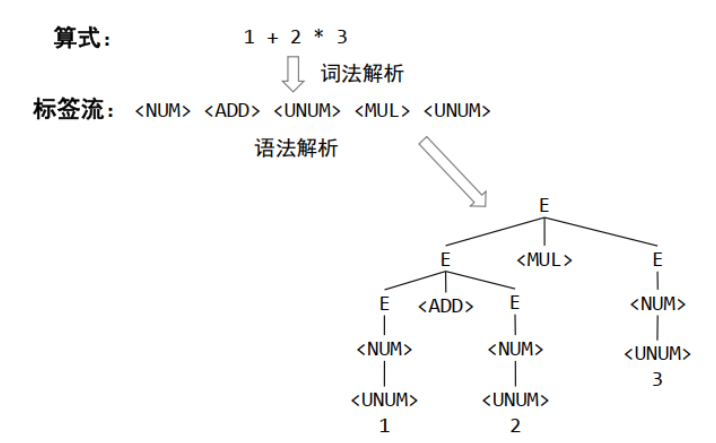 算式： 1 + 2 * 3
词法解析
标签流： <NUM> <ADD> <UNUM> <MUL> <UNUM>
语法解析
E
E <MUL> E
E <ADD> E <NUM>
<NUM> <NUM> <UNUM>
3
<UNUM> <UNUM>
1 2